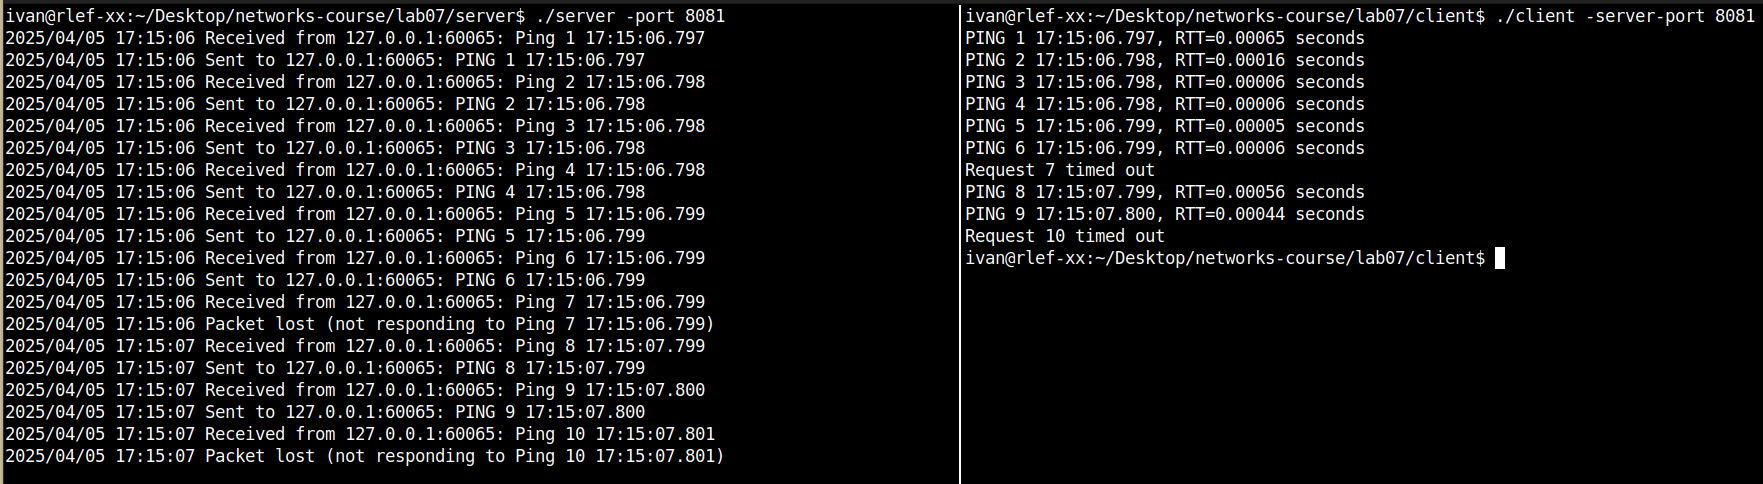 ivan@rlef-xx:~/Desktop/networks-course/lab07/server$ ./server -port 8081
2025/04/05 17:15:06 Received from 127.0.0.1:60065: Ping 1 17:15:06.797
2025/04/05 17:15:06 Sent to 127.0.0.1:60065: PING 1 17:15:06.797
2025/04/05 17:15:06 Received from 127.0.0.1:60065: Ping 2 17:15:06.798
2025/04/05 17:15:06 Sent to 127.0.0.1:60065: PING 2 17:15:06.798
2025/04/05 17:15:06 Received from 127.0.0.1:60065: Ping 3 17:15:06.798
2025/04/05 17:15:06 Sent to 127.0.0.1:60065: PING 3 17:15:06.798
2025/04/05 17:15:06 Received from 127.0.0.1:60065: Ping 4 17:15:06.798
2025/04/05 17:15:06 Sent to 127.0.0.1:60065: PING 4 17:15:06.798
2025/04/05 17:15:06 Received from 127.0.0.1:60065: Ping 5 17:15:06.799
2025/04/05 17:15:06 Sent to 127.0.0.1:60065: PING 5 17:15:06.799
2025/04/05 17:15:06 Received from 127.0.0.1:60065: Ping 6 17:15:06.799
2025/04/05 17:15:06 Sent to 127.0.0.1:60065: PING 6 17:15:06.799
2025/04/05 17:15:06 Received from 127.0.0.1:60065: Ping 7 17:15:06.799
2025/04/05 17:15:06 Packet lost (not responding to Ping 7 17:15:06.799)
2025/04/05 17:15:07 Received from 127.0.0.1:60065: Ping 8 17:15:07.799
2025/04/05 17:15:07 Sent to 127.0.0.1:60065: PING 8 17:15:07.799
2025/04/05 17:15:07 Received from 127.0.0.1:60065: Ping 9 17:15:07.800
2025/04/05 17:15:07 Sent to 127.0.0.1:60065: PING 9 17:15:07.800
2025/04/05 17:15:07 Received from 127.0.0.1:60065: Ping 10 17:15:07.801
2025/04/05 17:15:07 Packet lost (not responding to Ping 10 17:15:07.801)
ivan@rlef-xx:~/Desktop/networks-course/lab07/client$ ./client -server-port 8081
PING 1 17:15:06.797, RTT=0.00065 seconds
PING 2 17:15:06.798, RTT=0.00016 seconds
PING 3 17:15:06.798, RTT=0.00006 seconds
PING 4 17:15:06.798, RTT=0.00006 seconds
PING 5 17:15:06.799, RTT=0.00005 seconds
PING 6 17:15:06.799, RTT=0.00006 seconds
Request 7 timed out
PING 8 17:15:07.799, RTT=0.00056 seconds
PING 9 17:15:07.800, RTT=0.00044 seconds
Request 10 timed out
ivan@rlef-xx:~/Desktop/networks-course/lab07/client$